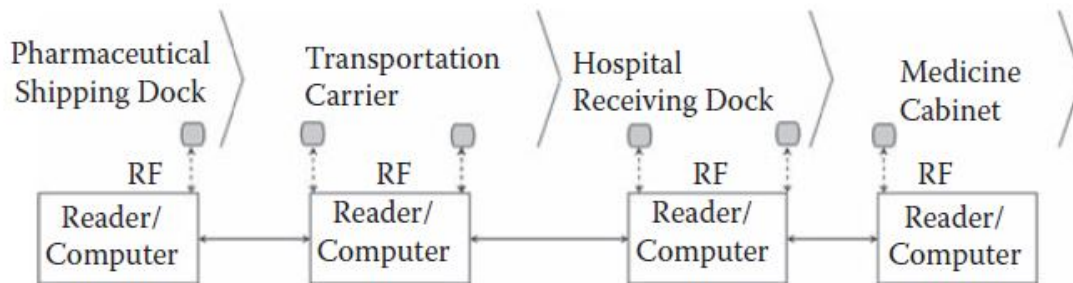 Pharmaceutical
Shipping Dock
Transportation
Carrier
Hospital
Receiving Dock
Medicine
Cabinet
RF
RF
RF
RF
Reader/
Computer
Reader/
Computer
Reader/
Computer
Reader/
Computer